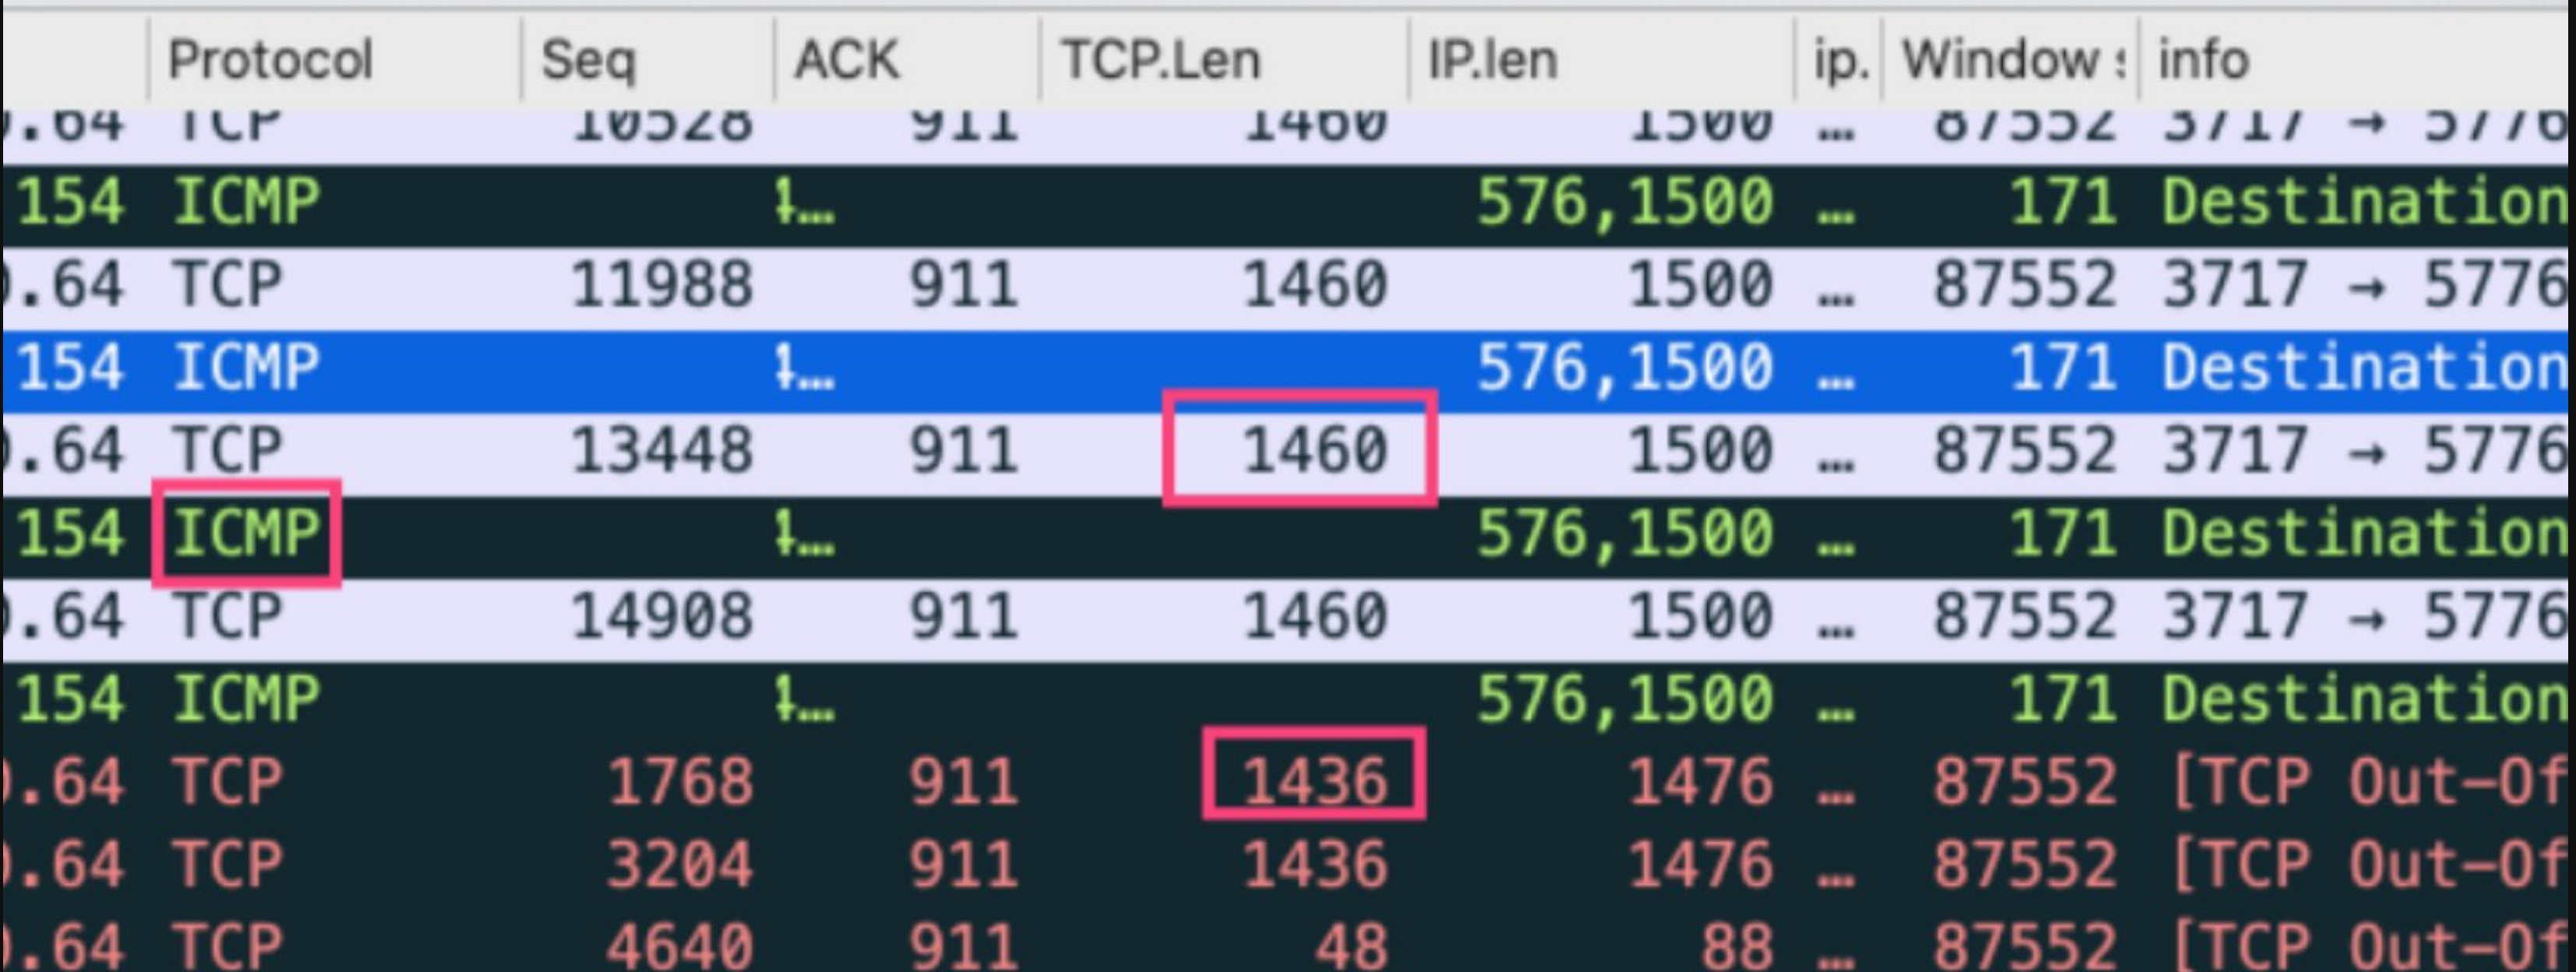 Protocol Seq ACK TCP.Len IP.len ip. Window info
.64 TCP 10528 911 1460 1500 … 87552 3717 → 5776
154 ICMP … 576,1500 … 171 Destination
.64 TCP 11988 911 1460 1500 … 87552 3717 → 5776
154 ICMP … 576,1500 … 171 Destination
.64 TCP 13448 911 1460 1500 … 87552 3717 → 5776
154 ICMP … 576,1500 … 171 Destination
.64 TCP 14908 911 1460 1500 … 87552 3717 → 5776
154 ICMP … 576,1500 … 171 Destination
.64 TCP 1768 911 1436 1476 … 87552 [TCP Out-Of
.64 TCP 3204 911 1436 1476 … 87552 [TCP Out-Of
.64 TCP 4640 911 48 88 … 87552 [TCP Out-Of